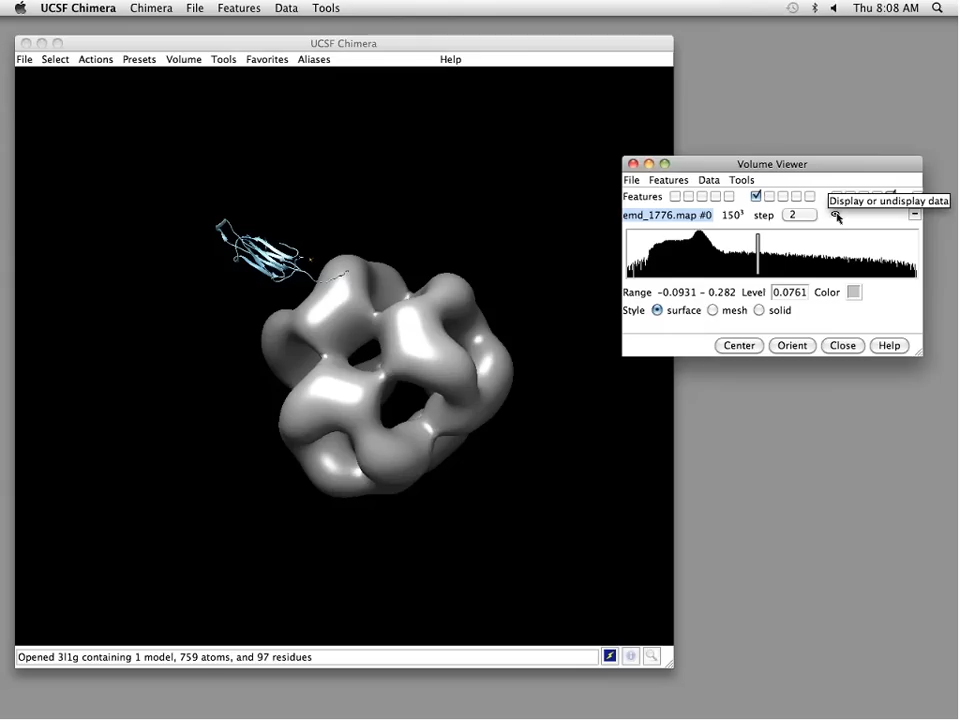 UCSF Chimera Chimera File Features Data Tools Thu 8:08 AM
UCSF Chimera
File Select Actions Presets Volume Tools Favorites Aliases Help
Volume Viewer
File Features Data Tools
Features
Display or undisplay data
emd_1776.map #0 150³ step 2
Range -0.0931 - 0.282 Level 0.0761 Color
Style surface mesh solid
Center Orient Close Help
Opened 3l1g containing 1 model, 759 atoms, and 97 residues